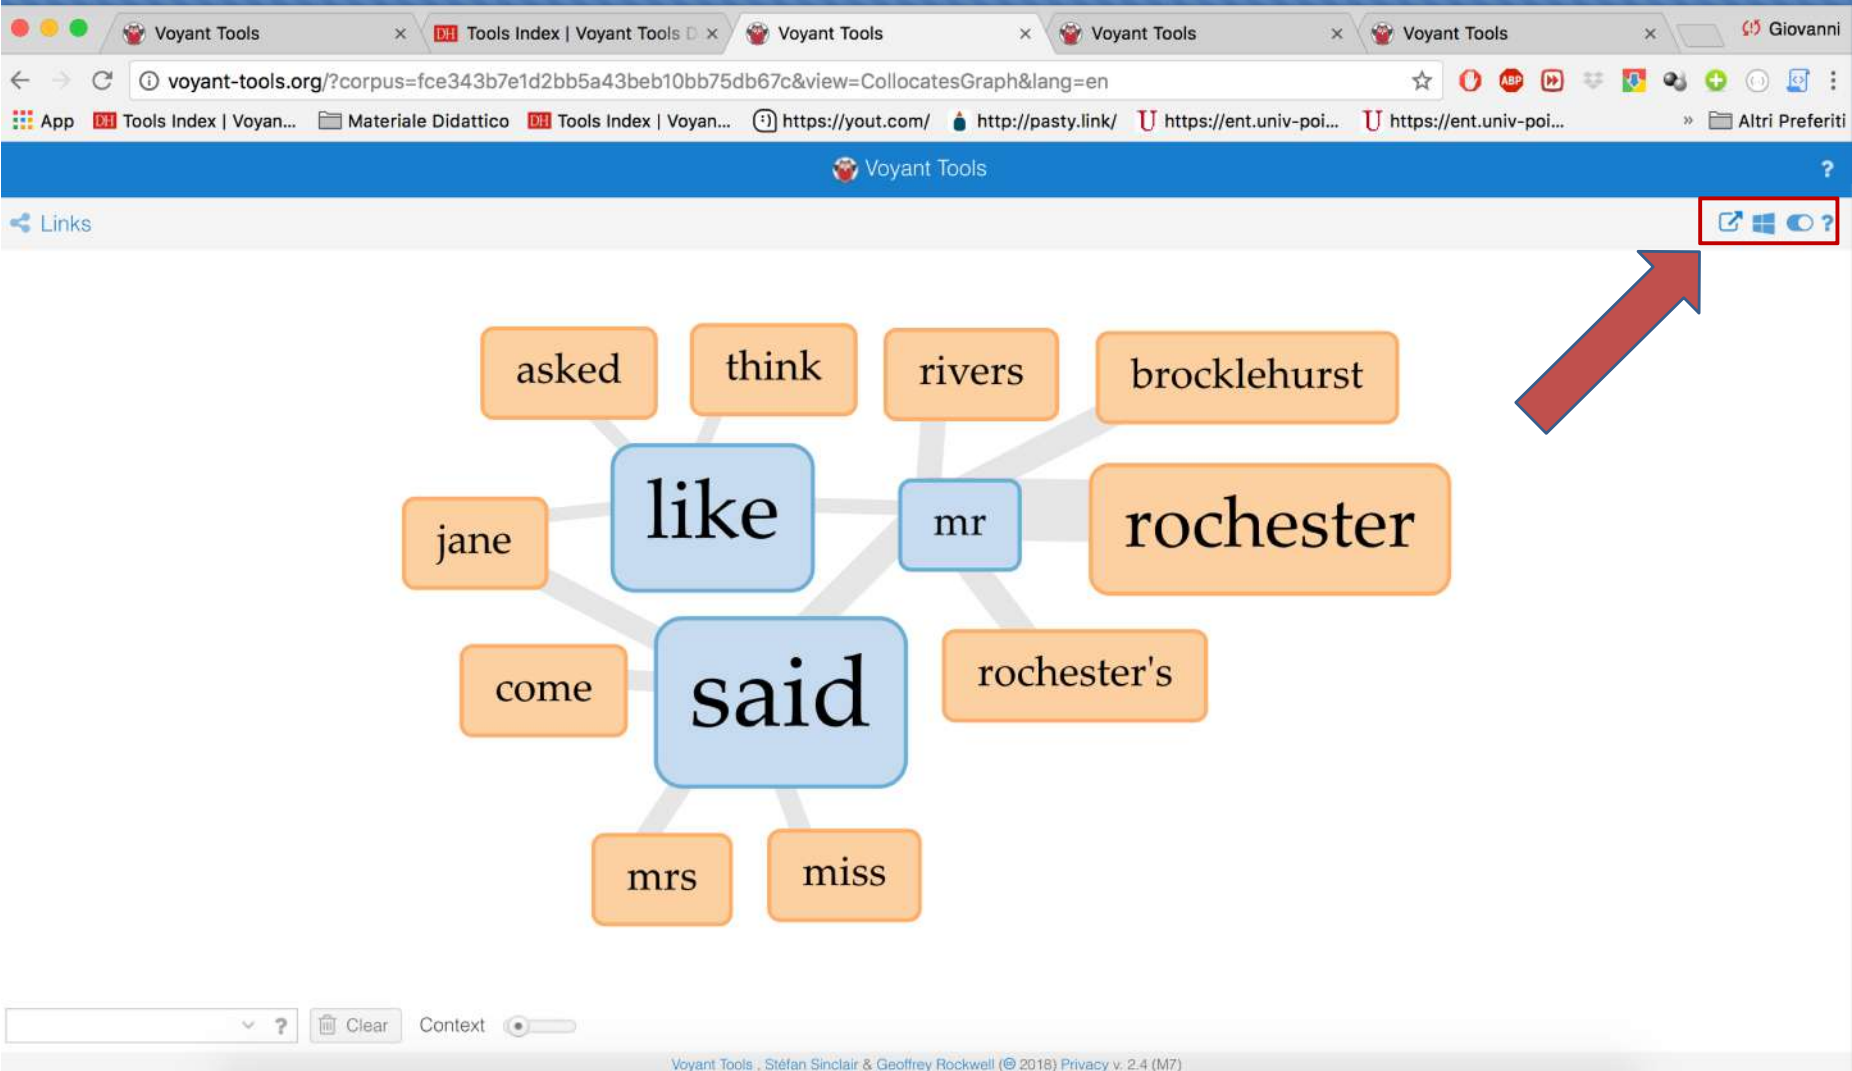 Voyant Tools
Tools Index | Voyant Tools D
Voyant Tools
Voyant Tools
Voyant Tools
Giovanni
voyant-tools.org/?corpus=fce343b7e1d2bb5a43beb10bb75db67c&view=CollocatesGraph&lang=en
ABP
App
DH Tools Index | Voyan...
Materiale Didattico
DH Tools Index | Voyan...
https://yout.com/
http://pasty.link/
https://ent.univ-poi...
https://ent.univ-poi...
» Altri Preferiti
Voyant Tools ?
Links ?
asked
think
rivers
brocklehurst
like
mr
rochester
jane
come
said
rochester's
mrs
miss
? Clear Context
Voyant Tools , Stéfan Sinclair & Geoffrey Rockwell (© 2018) Privacy v. 2.4 (M7)